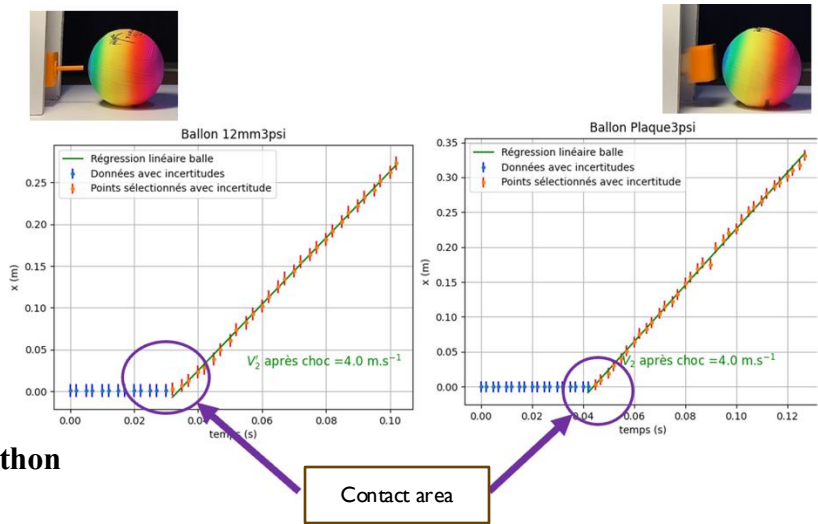 Ballon 12mm3psi
Régression linéaire balle
Données avec incertitudes
Points sélectionnés avec incertitude
x (m)
0.25
0.20
0.15
0.10
0.05
0.00
V₂' après choc =4.0 m.s⁻¹
0.00 0.02 0.04 0.06 0.08 0.10
temps (s)
Ballon Plaque3psi
Régression linéaire balle
Données avec incertitudes
Points sélectionnés avec incertitude
x (m)
0.35
0.30
0.25
0.20
0.15
0.10
0.05
0.00
V₂ après choc =4.0 m.s⁻¹
0.00 0.02 0.04 0.06 0.08 0.10 0.12
temps (s)
thon
Contact area